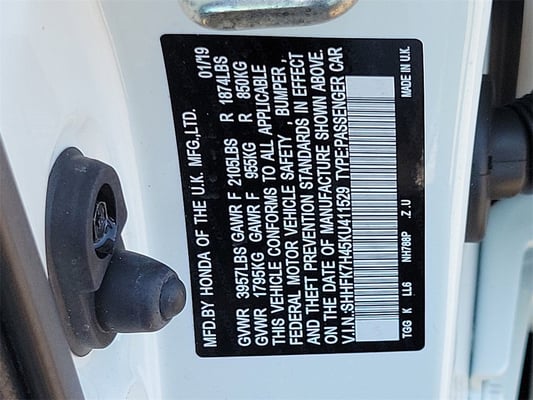 MFD.BY HONDA OF THE U.K. MFG.,LTD. 01/19
GVWR 3957LBS GAWR F 2105LBS R 1874LBS
GVWR 1795KG GAWR F 955KG R 850KG
THIS VEHICLE CONFORMS TO ALL APPLICABLE
FEDERAL MOTOR VEHICLE SAFETY , BUMPER ,
AND THEFT PREVENTION STANDARDS IN EFFECT
ON THE DATE OF MANUFACTURE SHOWN ABOVE.
V.I.N.:SHHFK7H45KU411529 TYPE:PASSENGER CAR
TGG K LL6 NH788P .Z.U MADE IN U.K.